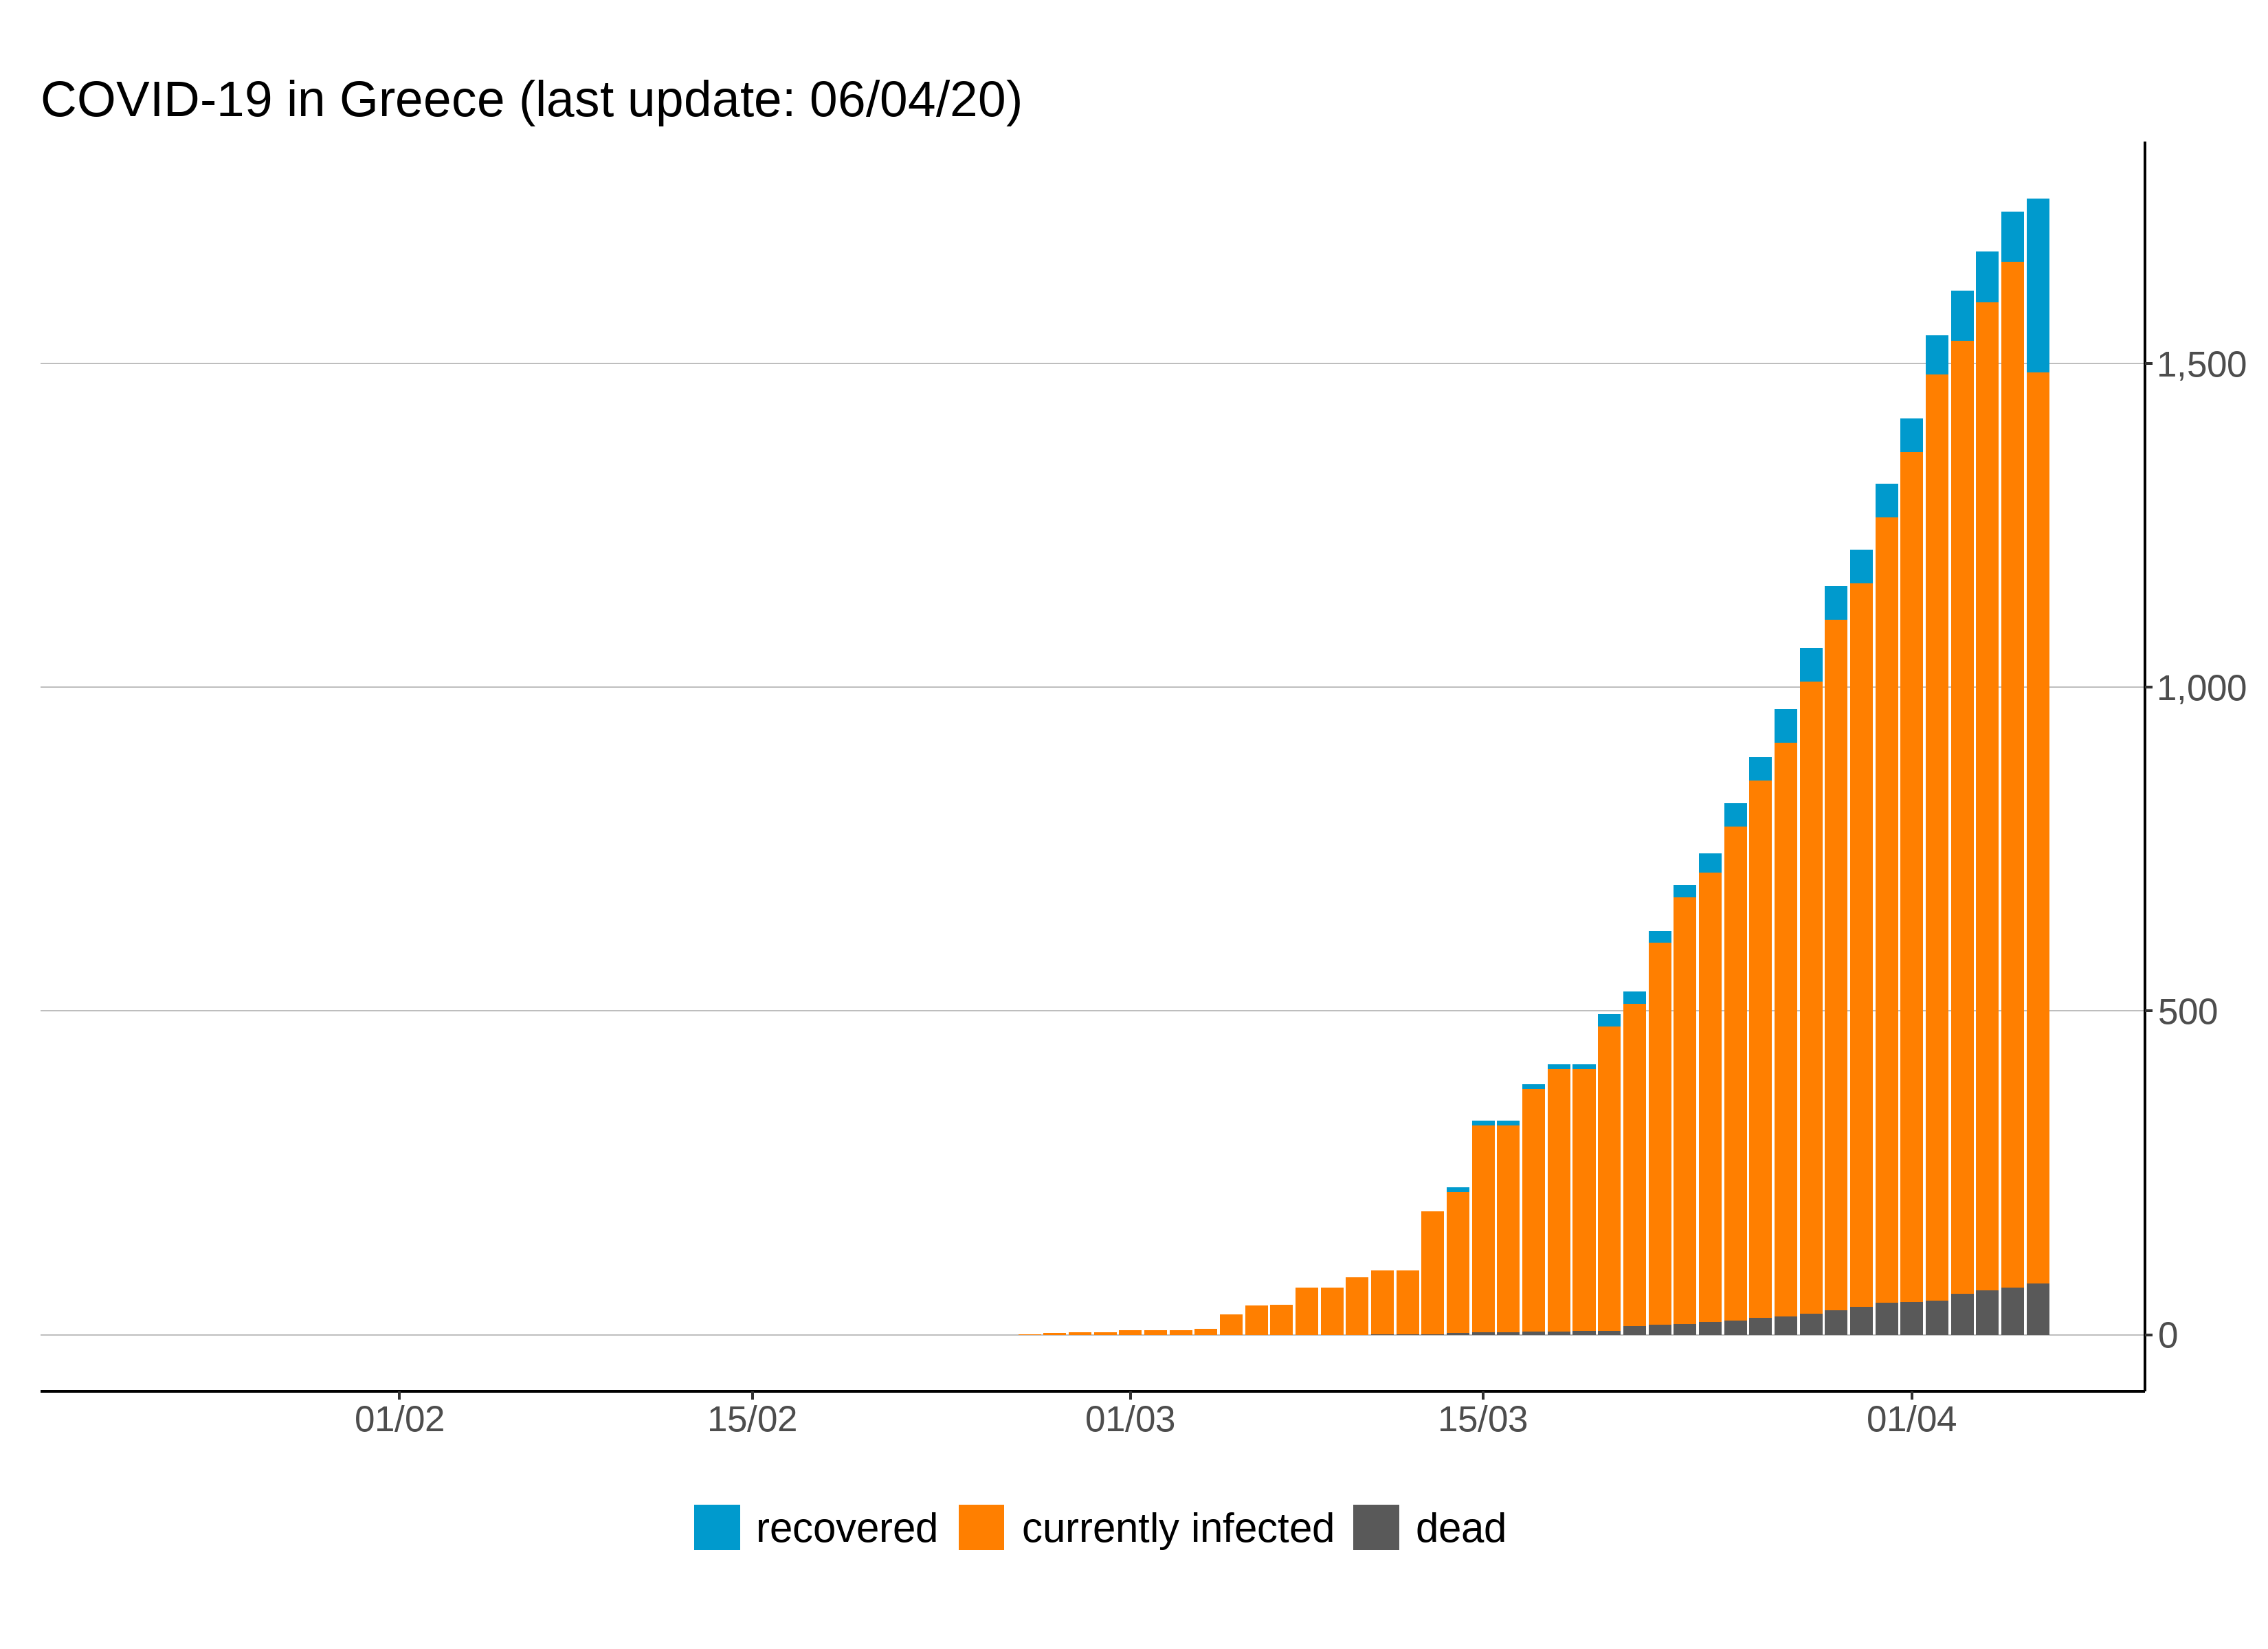 COVID-19 in Greece (last update: 06/04/20)
1,500
1,000
500
0
01/02 15/02 01/03 15/03 01/04
recovered currently infected dead